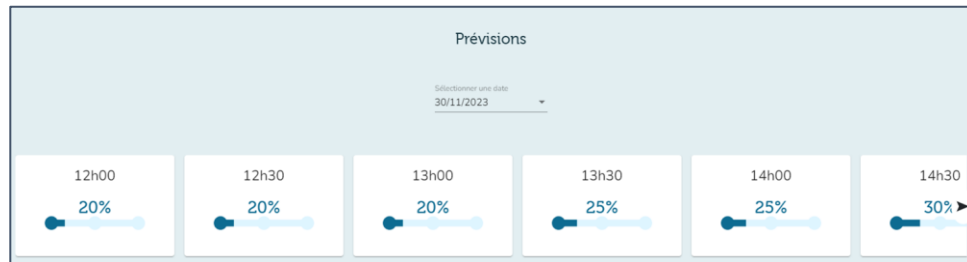 Prévisions
Sélectionner une date
30/11/2023
12h00 12h30 13h00 13h30 14h00 14h30
20% 20% 20% 25% 25% 30%